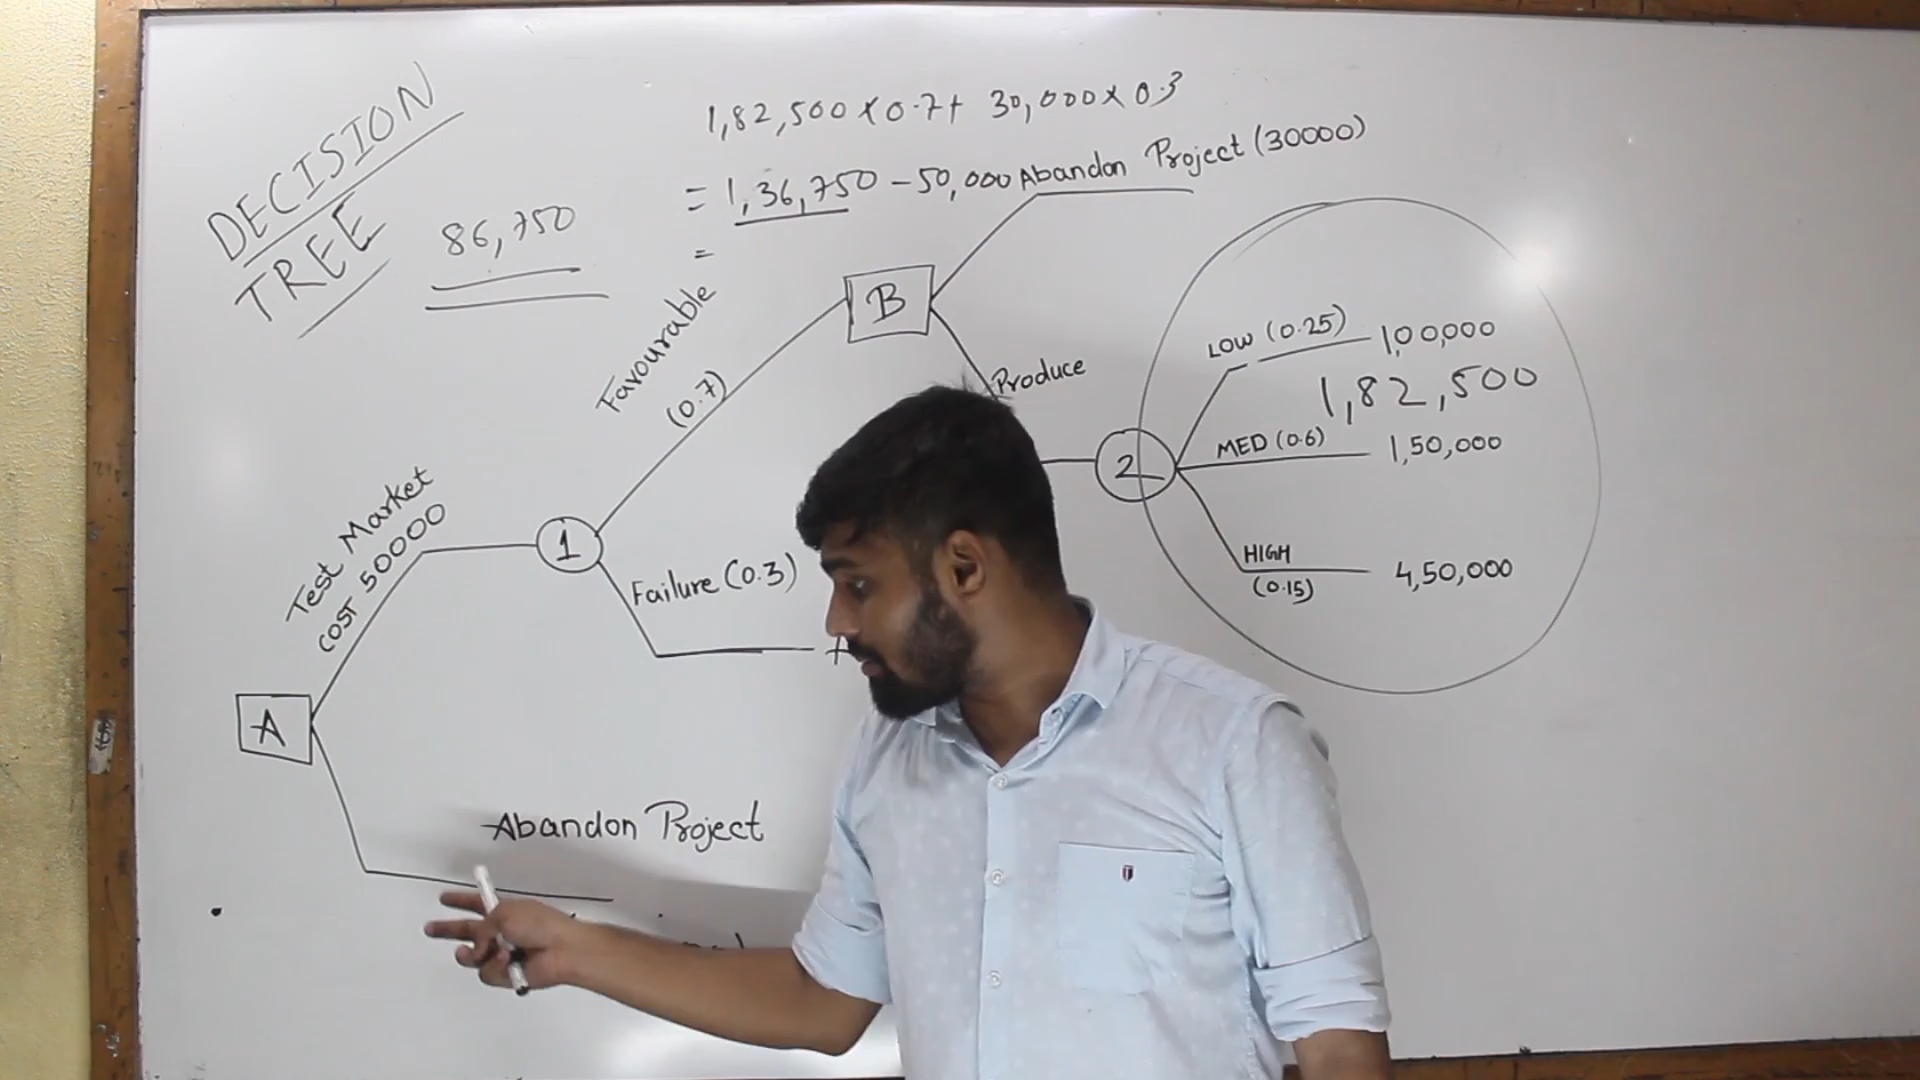 DECISION
TREE
86,750
1,82,500 x 0.7 + 30,000 x 0.3
= 1,36,750 - 50,000
=
Abandon Project (30000)
Favourable
(0.7)
B
Produce
LOW (0.25) 1,00,000
1,82,500
MED (0.6) 1,50,000
2
HIGH
(0.15)
4,50,000
Test Market
COST 50000
1
Failure (0.3)
A
Abandon Project